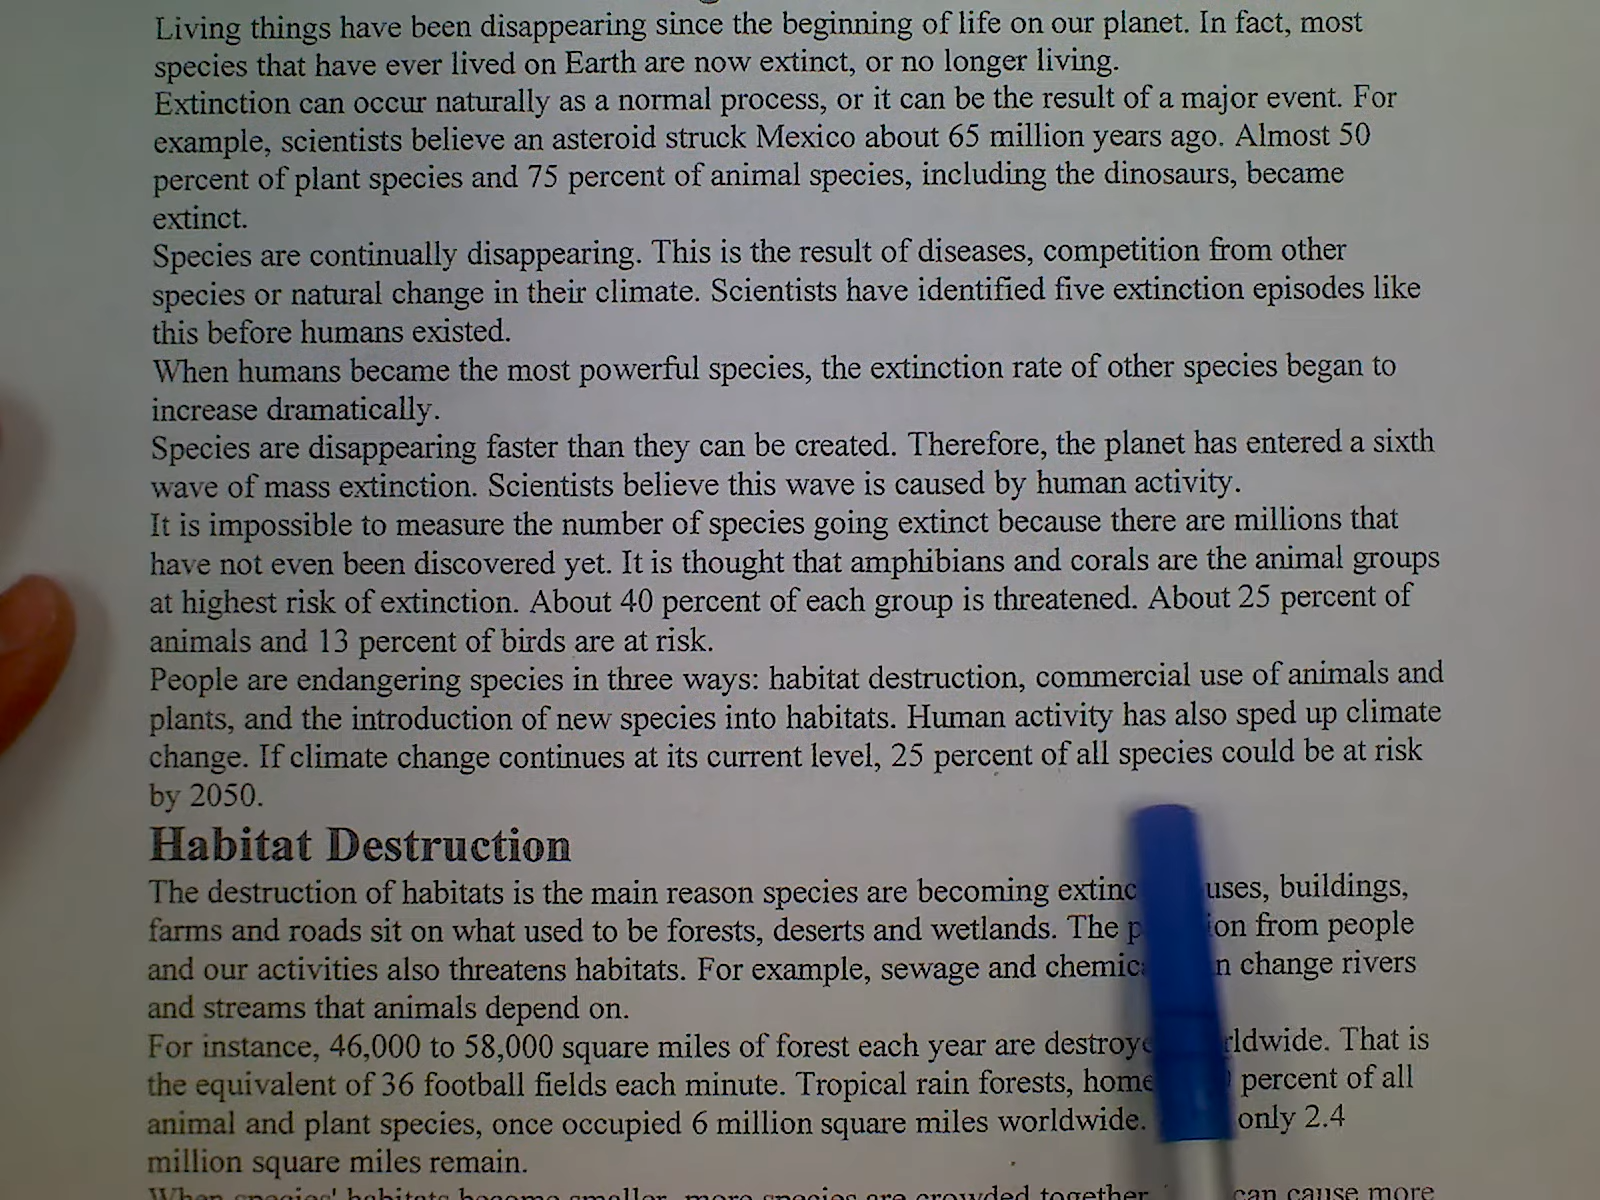 Living things have been disappearing since the beginning of life on our planet. In fact, most
species that have ever lived on Earth are now extinct, or no longer living.
Extinction can occur naturally as a normal process, or it can be the result of a major event. For
example, scientists believe an asteroid struck Mexico about 65 million years ago. Almost 50
percent of plant species and 75 percent of animal species, including the dinosaurs, became
extinct.
Species are continually disappearing. This is the result of diseases, competition from other
species or natural change in their climate. Scientists have identified five extinction episodes like
this before humans existed.
When humans became the most powerful species, the extinction rate of other species began to
increase dramatically.
Species are disappearing faster than they can be created. Therefore, the planet has entered a sixth
wave of mass extinction. Scientists believe this wave is caused by human activity.
It is impossible to measure the number of species going extinct because there are millions that
have not even been discovered yet. It is thought that amphibians and corals are the animal groups
at highest risk of extinction. About 40 percent of each group is threatened. About 25 percent of
animals and 13 percent of birds are at risk.
People are endangering species in three ways: habitat destruction, commercial use of animals and
plants, and the introduction of new species into habitats. Human activity has also sped up climate
change. If climate change continues at its current level, 25 percent of all species could be at risk
by 2050.
Habitat Destruction
The destruction of habitats is the main reason species are becoming buildings,
farms and roads sit on what used to be forests, deserts and wetlands. The from people
and our activities also threatens habitats. For example, sewage and change rivers
and streams that animals depend on.
For instance, 46,000 to 58,000 square miles of forest each year are That is
the equivalent of 36 football fields each minute. Tropical rain forests, percent of all
animal and plant species, once occupied 6 million square miles worldwide. only 2.4
million square miles remain.
When species' habitats become smaller, more species are crowded together can cause more